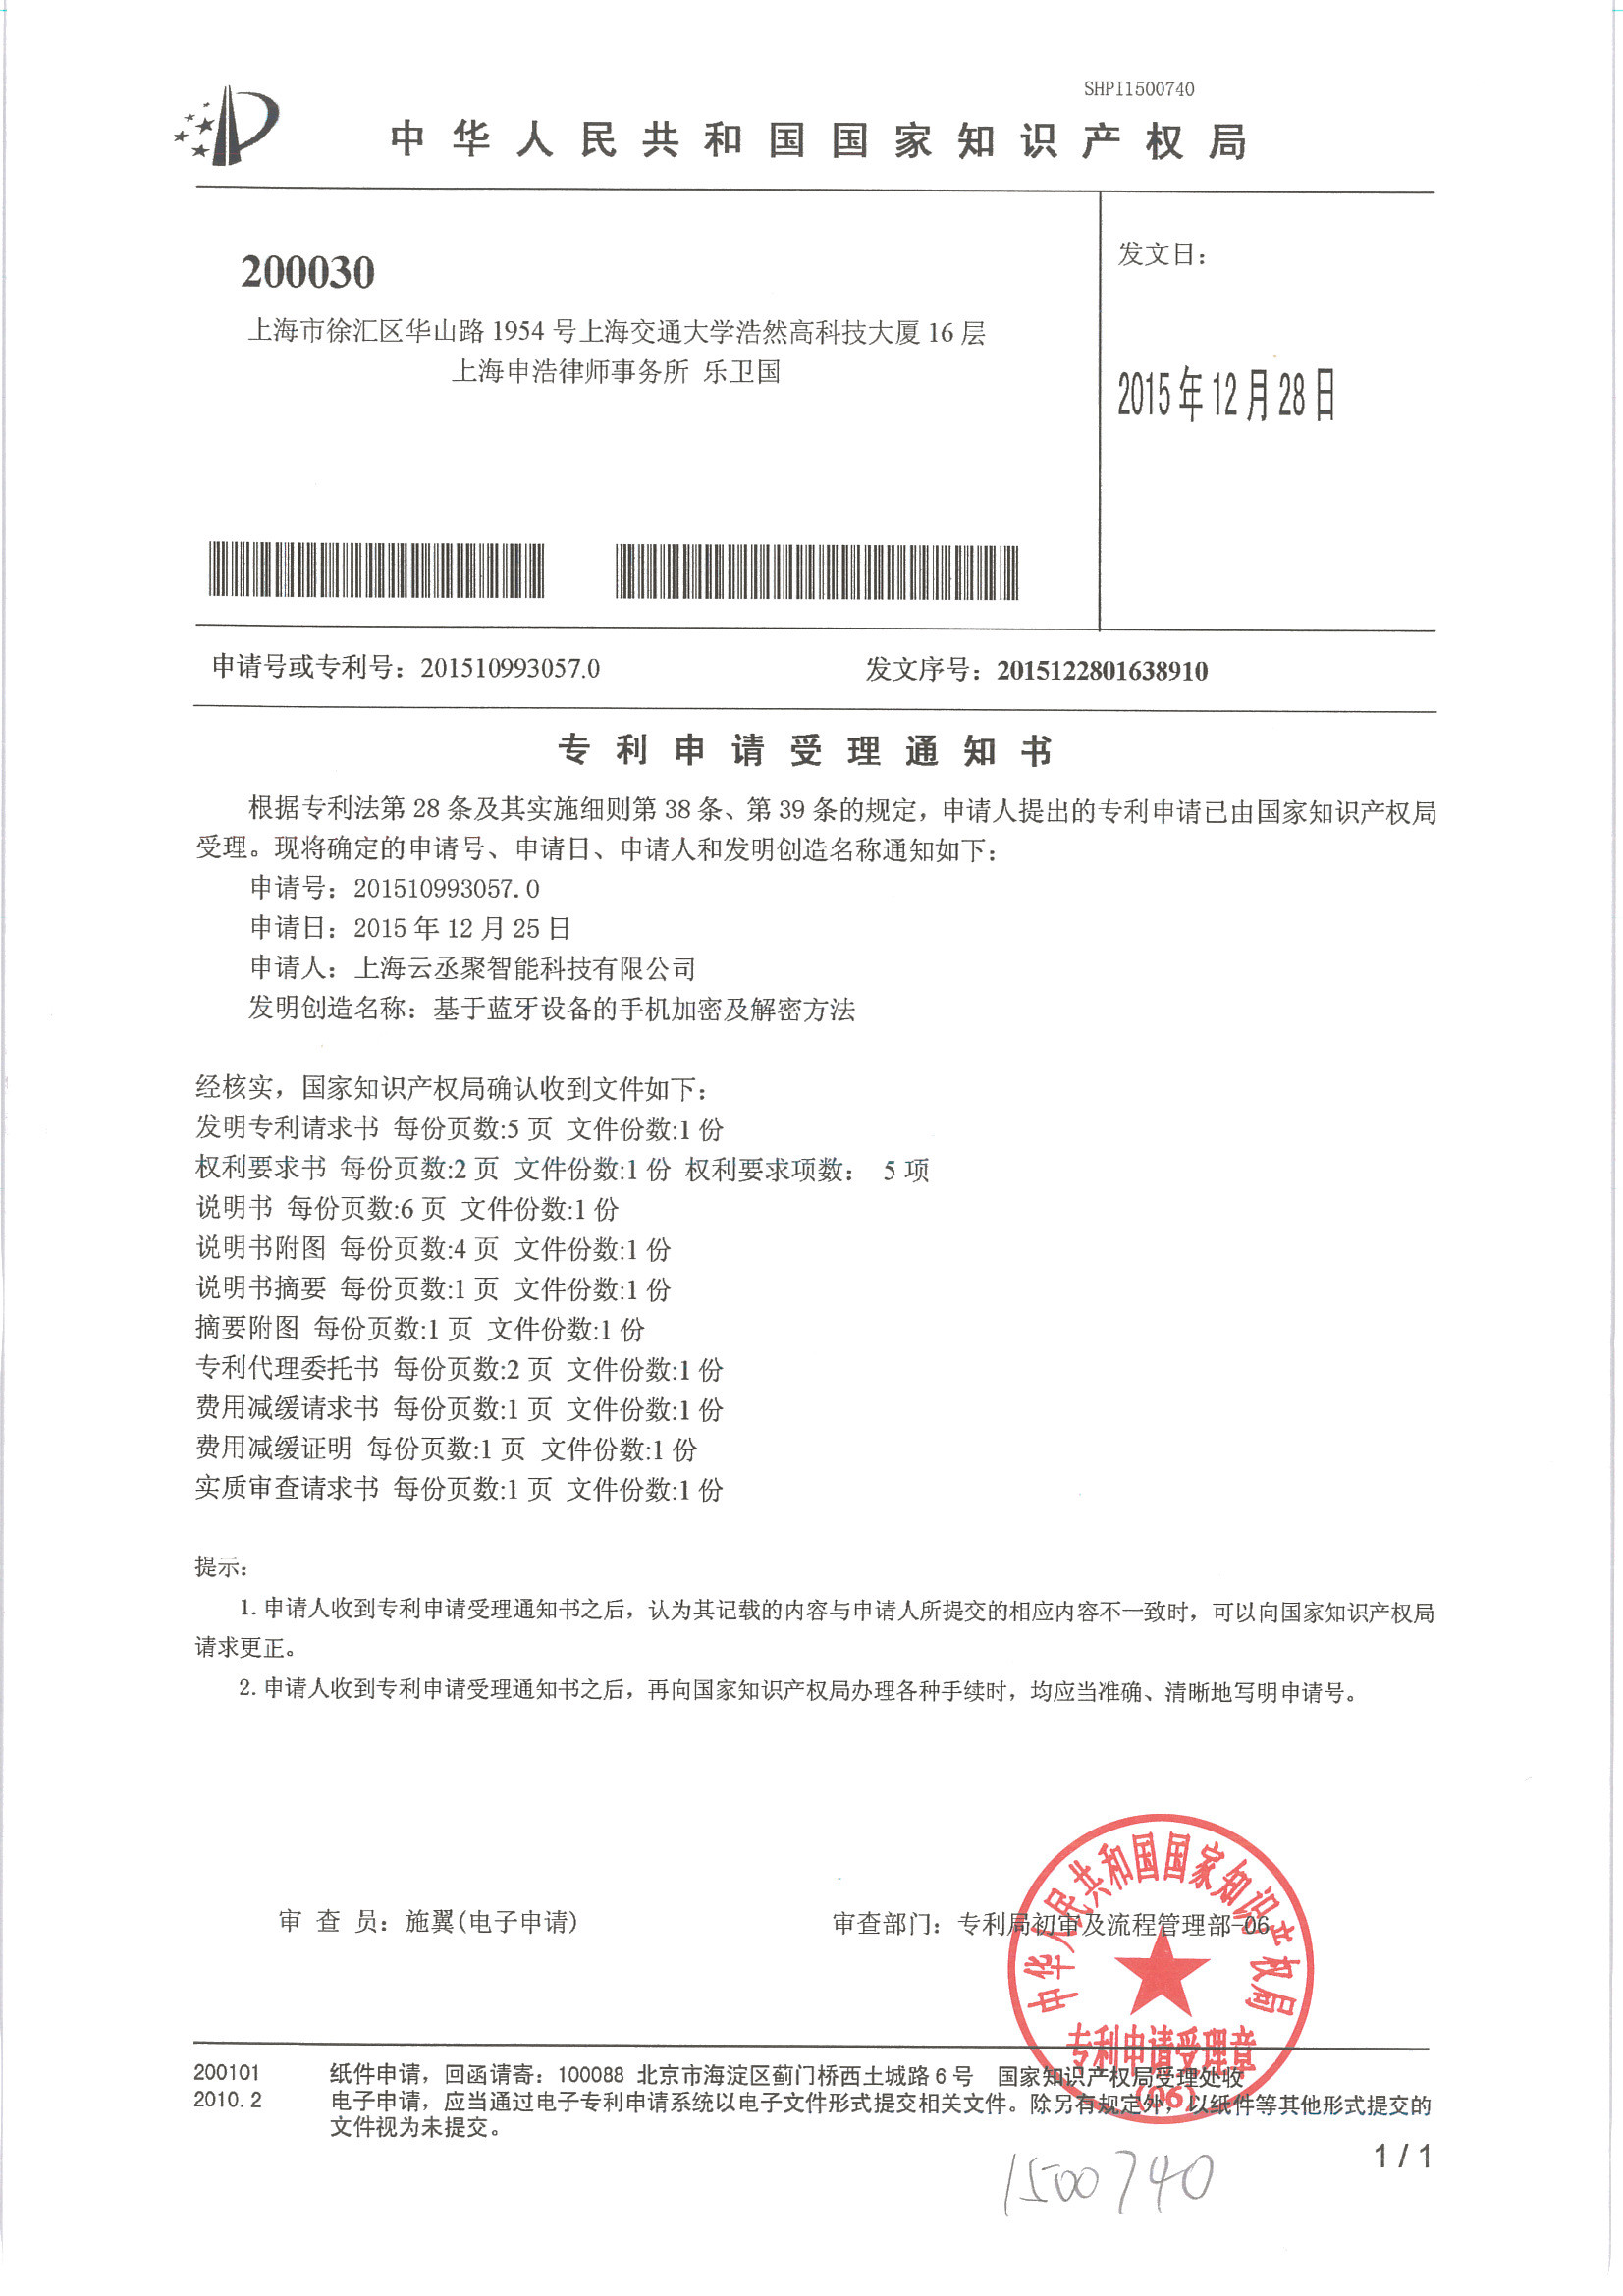 SHPI1500740
中华人民共和国国家知识产权局
200030
上海市徐汇区华山路 1954 号上海交通大学浩然高科技大厦 16 层
上海申浩律师事务所 乐卫国
发文日：
2015年12月28日
申请号或专利号：201510993057.0
发文序号：2015122801638910
专利申请受理通知书
根据专利法第 28 条及其实施细则第 38 条、第 39 条的规定，申请人提出的专利申请已由国家知识产权局
受理。现将确定的申请号、申请日、申请人和发明创造名称通知如下：
申请号：201510993057.0
申请日：2015 年 12 月 25 日
申请人：上海云丞聚智能科技有限公司
发明创造名称：基于蓝牙设备的手机加密及解密方法
经核实，国家知识产权局确认收到文件如下：
发明专利请求书 每份页数:5 页 文件份数:1 份
权利要求书 每份页数:2 页 文件份数:1 份 权利要求项数： 5 项
说明书 每份页数:6 页 文件份数:1 份
说明书附图 每份页数:4 页 文件份数:1 份
说明书摘要 每份页数:1 页 文件份数:1 份
摘要附图 每份页数:1 页 文件份数:1 份
专利代理委托书 每份页数:2 页 文件份数:1 份
费用减缓请求书 每份页数:1 页 文件份数:1 份
费用减缓证明 每份页数:1 页 文件份数:1 份
实质审查请求书 每份页数:1 页 文件份数:1 份
提示：
1. 申请人收到专利申请受理通知书之后，认为其记载的内容与申请人所提交的相应内容不一致时，可以向国家知识产权局
请求更正。
2. 申请人收到专利申请受理通知书之后，再向国家知识产权局办理各种手续时，均应当准确、清晰地写明申请号。
审 查 员：施翼(电子申请)
审查部门：专利局初审及流程管理部-06
中华人民共和国国家知识产权局
专利申请受理章
(06)
200101 纸件申请，回函请寄：100088 北京市海淀区蓟门桥西土城路 6 号 国家知识产权局受理处收
2010.2 电子申请，应当通过电子专利申请系统以电子文件形式提交相关文件。除另有规定外，以纸件等其他形式提交的
文件视为未提交。
1 / 1
1500740